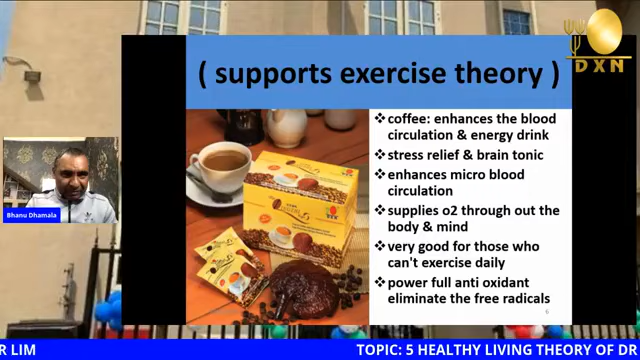 DXN
( supports exercise theory )
❖coffee: enhances the blood
circulation & energy drink
❖stress relief & brain tonic
❖enhances micro blood
circulation
❖supplies o2 through out the
body & mind
❖very good for those who
can't exercise daily
❖power full anti oxidant
eliminate the free radicals
6
Bhanu Dhamala
R LIM
TOPIC: 5 HEALTHY LIVING THEORY OF DR